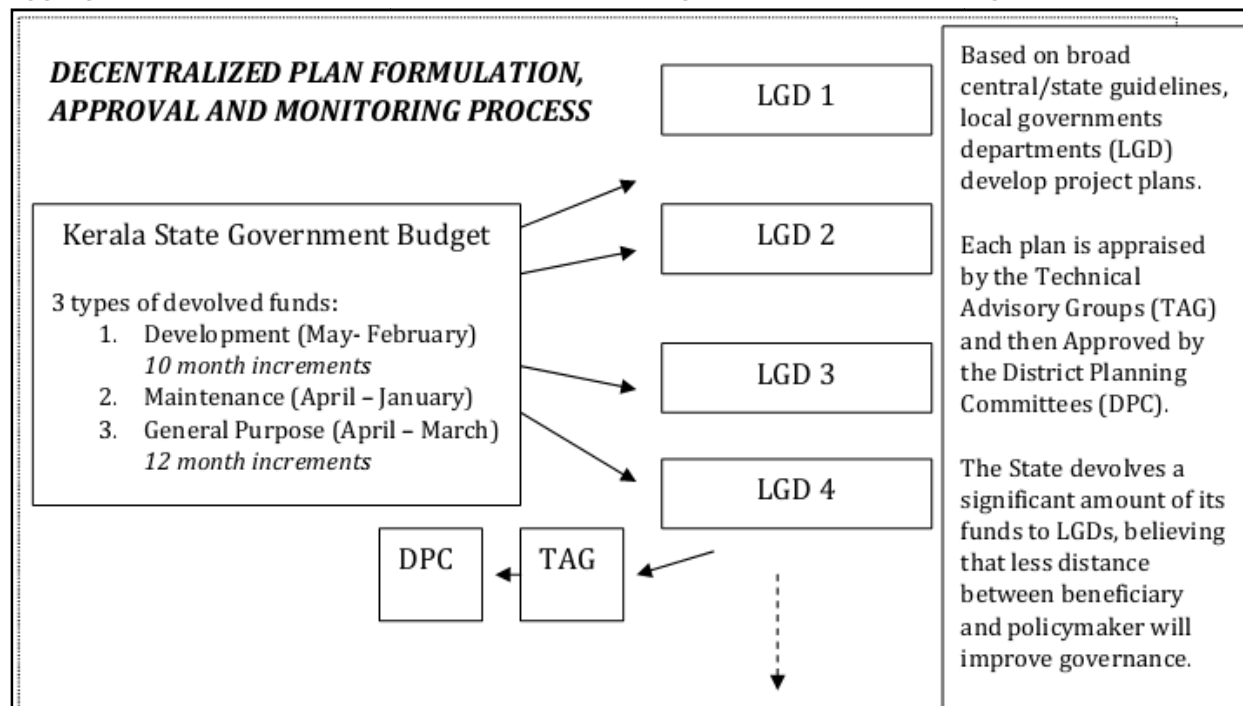 DECENTRALIZED PLAN FORMULATION,
APPROVAL AND MONITORING PROCESS
Kerala State Government Budget
3 types of devolved funds:
1. Development (May- February)
10 month increments
2. Maintenance (April – January)
3. General Purpose (April – March)
12 month increments
LGD 1
LGD 2
LGD 3
LGD 4
DPC
TAG
Based on broad
central/state guidelines,
local governments
departments (LGD)
develop project plans.
Each plan is appraised
by the Technical
Advisory Groups (TAG)
and then Approved by
the District Planning
Committees (DPC).
The State devolves a
significant amount of its
funds to LGDs, believing
that less distance
between beneficiary
and policymaker will
improve governance.